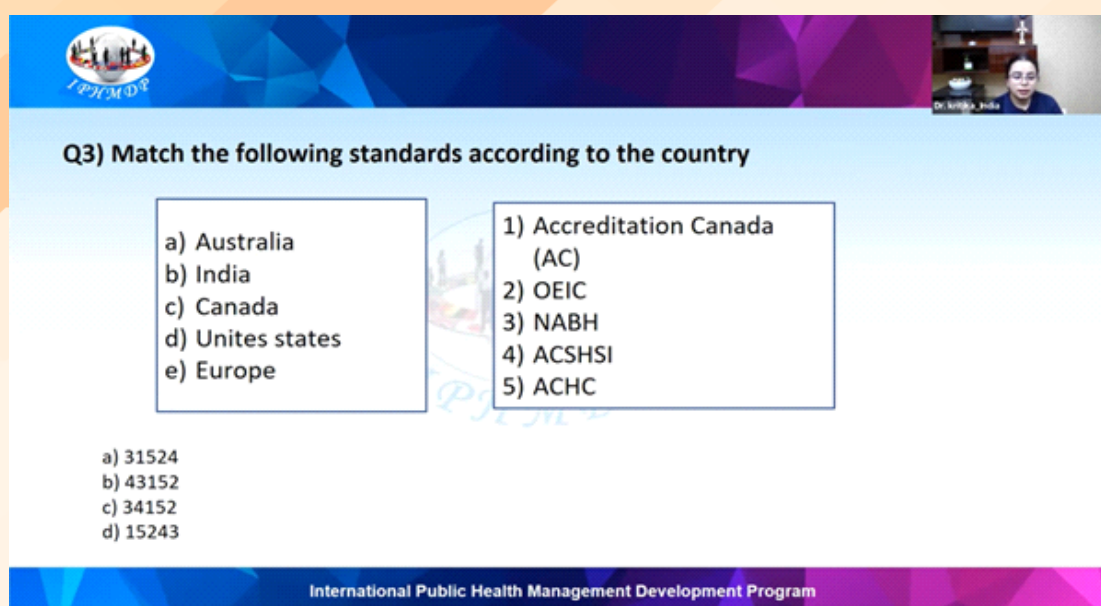 IPHMDP
Dr. kritika_India
Q3) Match the following standards according to the country
a) Australia
b) India
c) Canada
d) Unites states
e) Europe
1) Accreditation Canada
(AC)
2) OEIC
3) NABH
4) ACSHSI
5) ACHC
a) 31524
b) 43152
c) 34152
d) 15243
International Public Health Management Development Program